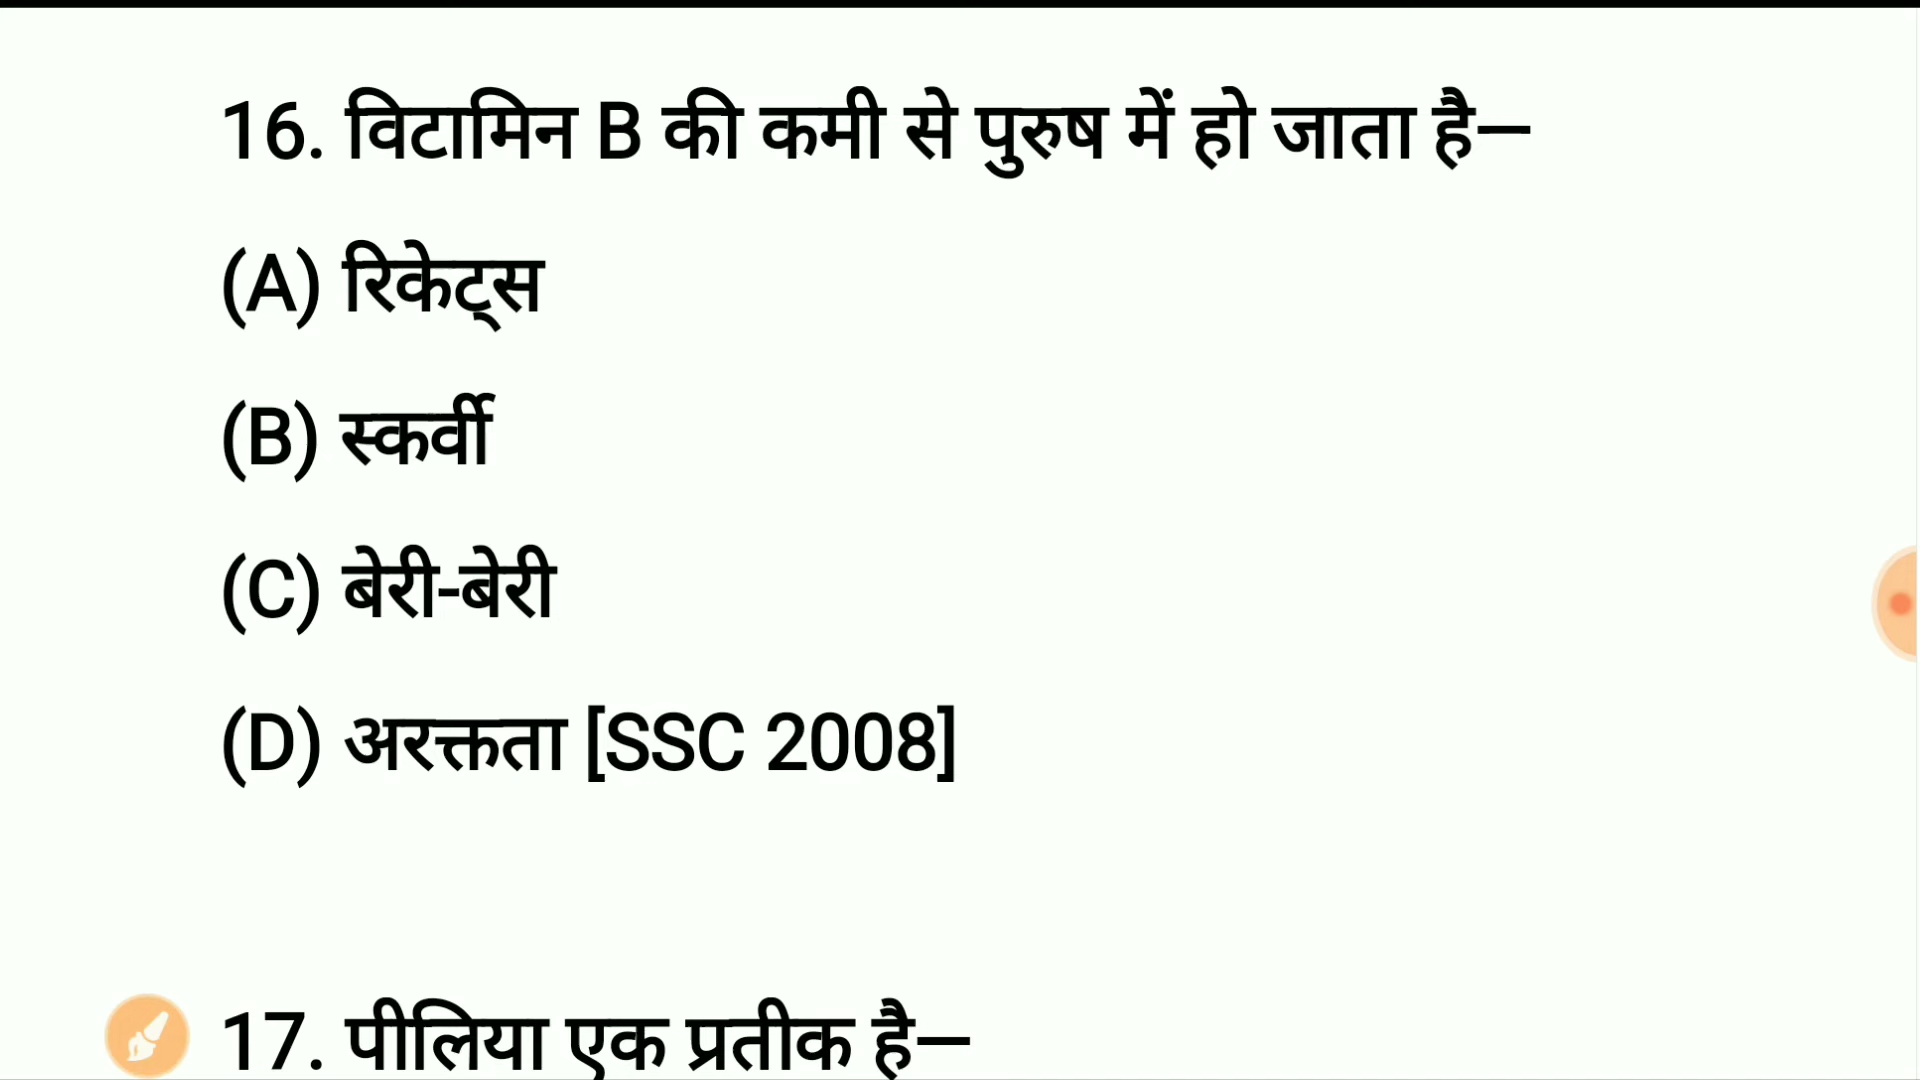 16. विटामिन B की कमी से पुरुष में हो जाता है—
(A) रिकेट्स
(B) स्कर्वी
(C) बेरी-बेरी
(D) अरक्तता [SSC 2008]
17. पीलिया एक प्रतीक है—